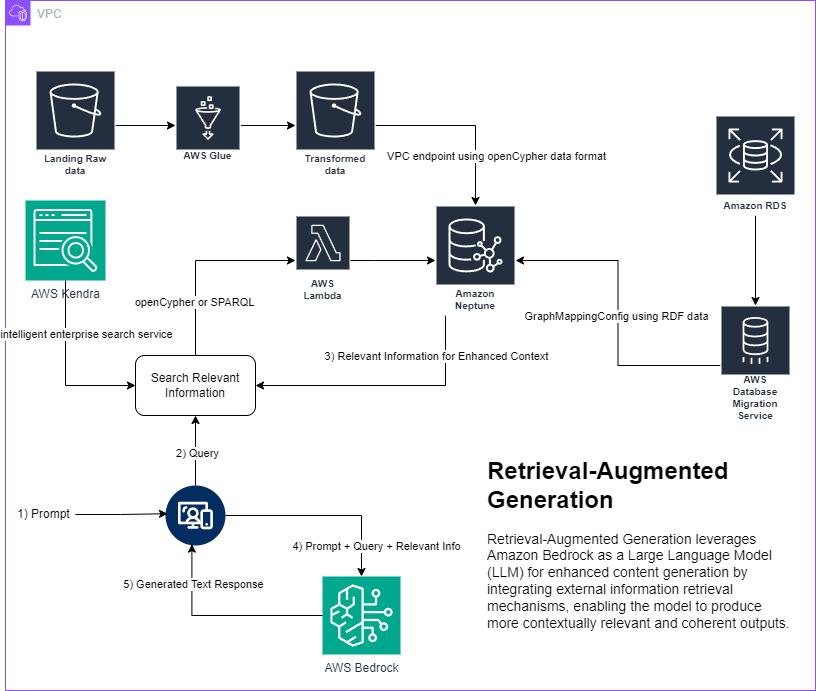 VPC
Landing Raw
data
AWS Glue
Transformed
data
VPC endpoint using openCypher data format
Amazon RDS
AWS Kendra
AWS
Lambda
Amazon
Neptune
openCypher or SPARQL
GraphMappingConfig using RDF data
intelligent enterprise search service
3) Relevant Information for Enhanced Context
Search Relevant
Information
AWS
Database
Migration
Service
2) Query
Retrieval-Augmented
Generation
1) Prompt
Retrieval-Augmented Generation leverages
Amazon Bedrock as a Large Language Model
(LLM) for enhanced content generation by
integrating external information retrieval
mechanisms, enabling the model to produce
more contextually relevant and coherent outputs.
4) Prompt + Query + Relevant Info
5) Generated Text Response
AWS Bedrock